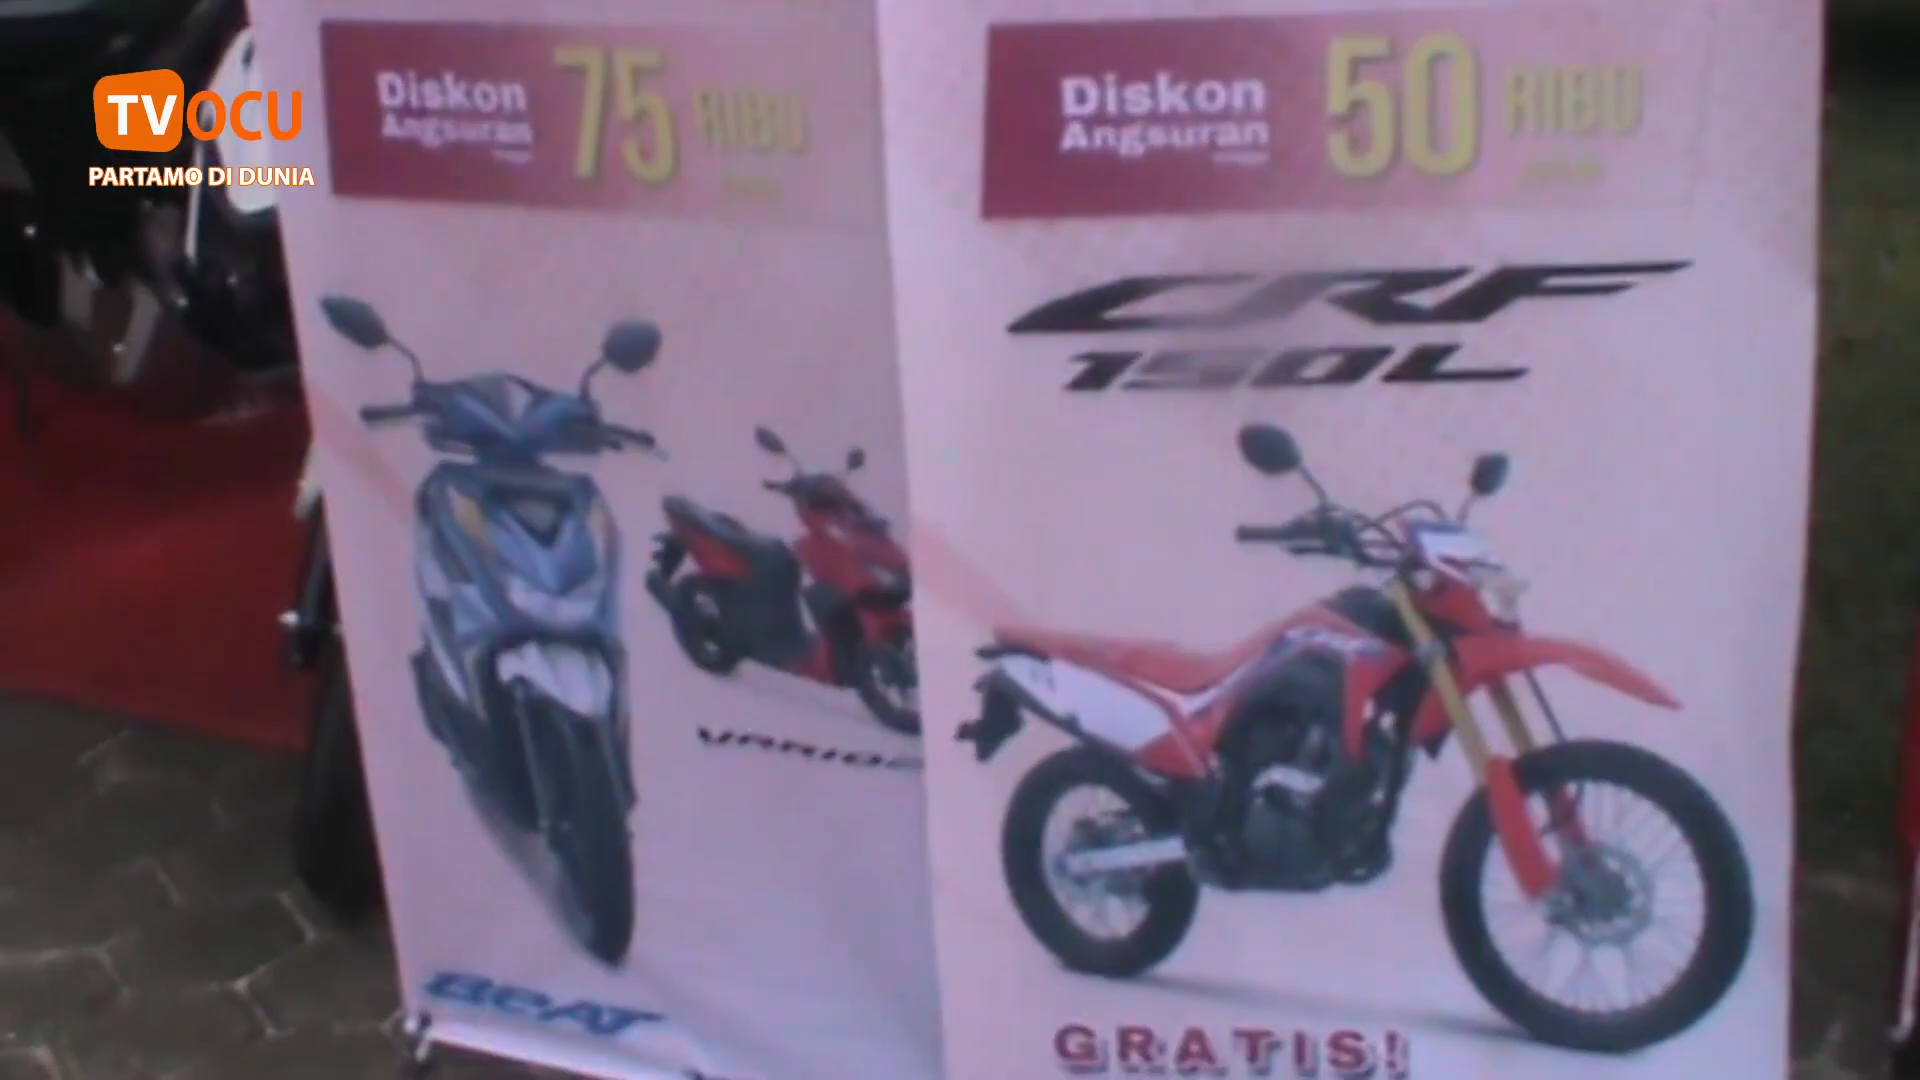 TVOCU
PARTAMO DI DUNIA
Diskon
Angsuran
75 RIBU
Diskon
Angsuran
50 RIBU
CRF
150L
VARIO
BeAT
GRATIS!